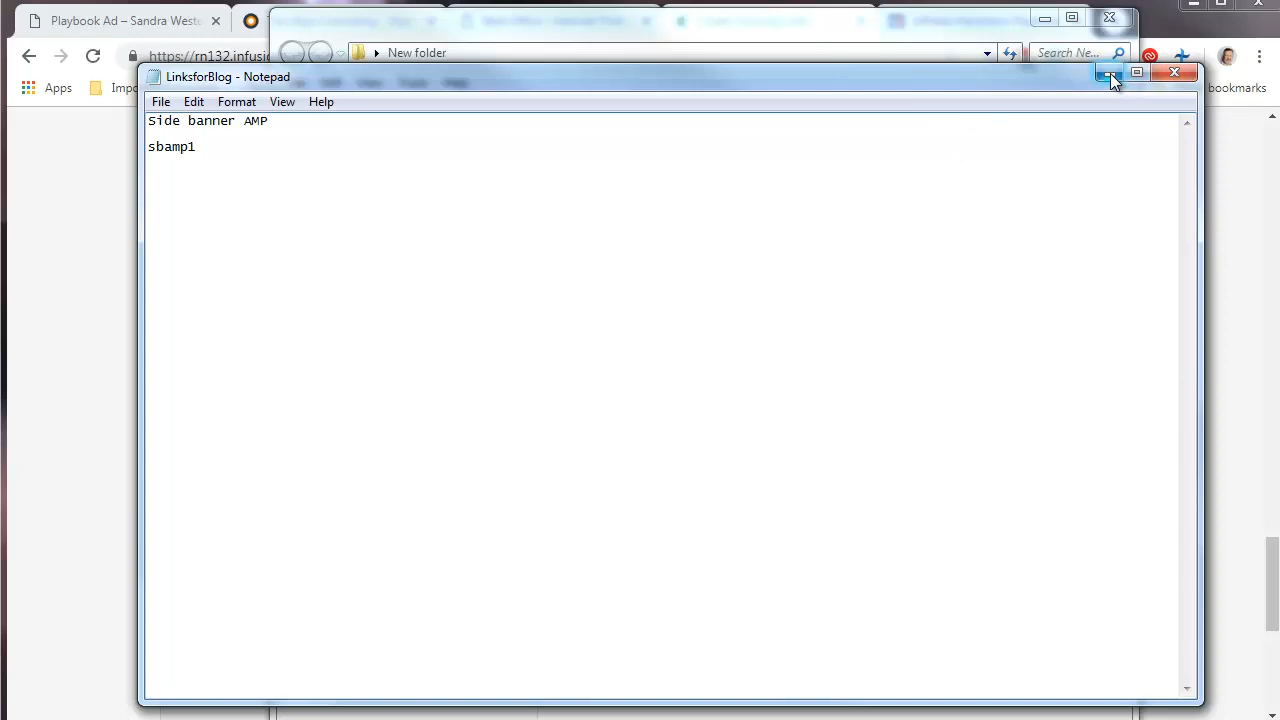 Playbook Ad – Sandra West
https://rn132.infusi
New folder
Search Ne...
Apps
Impo
bookmarks
LinksforBlog - Notepad
File Edit Format View Help
Side banner AMP
sbamp1